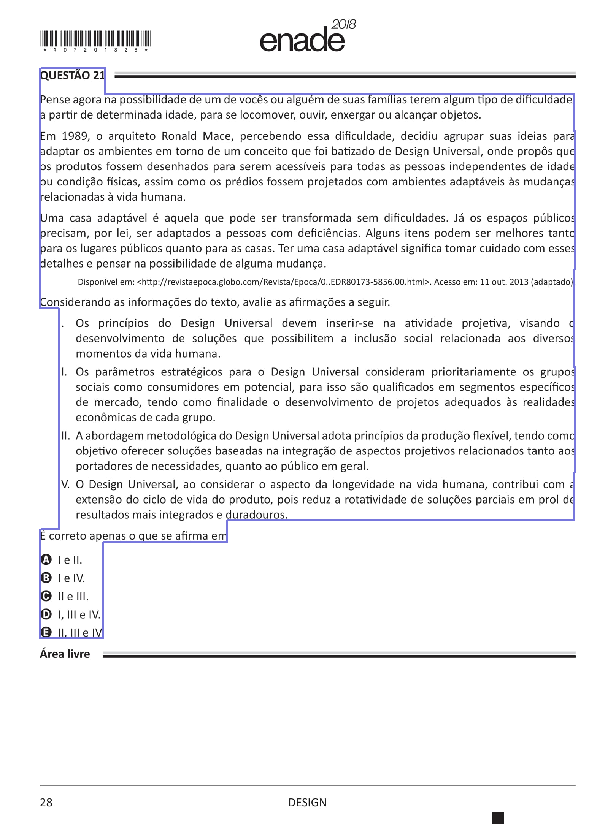 *R07201828*
enade2018
QUESTÃO 21
Pense agora na possibilidade de um de vocês ou alguém de suas famílias terem algum tipo de dificuldade,
a partir de determinada idade, para se locomover, ouvir, enxergar ou alcançar objetos.
Em 1989, o arquiteto Ronald Mace, percebendo essa dificuldade, decidiu agrupar suas ideias para
adaptar os ambientes em torno de um conceito que foi batizado de Design Universal, onde propôs que
os produtos fossem desenhados para serem acessíveis para todas as pessoas independentes de idade
ou condição físicas, assim como os prédios fossem projetados com ambientes adaptáveis às mudanças
relacionadas à vida humana.
Uma casa adaptável é aquela que pode ser transformada sem dificuldades. Já os espaços públicos
precisam, por lei, ser adaptados a pessoas com deficiências. Alguns itens podem ser melhores tanto
para os lugares públicos quanto para as casas. Ter uma casa adaptável significa tomar cuidado com esses
detalhes e pensar na possibilidade de alguma mudança.
Disponível em: <http://revistaepoca.globo.com/Revista/Epoca/0,,EDR80173-5856,00.html>. Acesso em: 11 out. 2013 (adaptado)
Considerando as informações do texto, avalie as afirmações a seguir.
I. Os princípios do Design Universal devem inserir-se na atividade projetiva, visando o
desenvolvimento de soluções que possibilitem a inclusão social relacionada aos diversos
momentos da vida humana.
II. Os parâmetros estratégicos para o Design Universal consideram prioritariamente os grupos
sociais como consumidores em potencial, para isso são qualificados em segmentos específicos
de mercado, tendo como finalidade o desenvolvimento de projetos adequados às realidades
econômicas de cada grupo.
III. A abordagem metodológica do Design Universal adota princípios da produção flexível, tendo como
objetivo oferecer soluções baseadas na integração de aspectos projetivos relacionados tanto aos
portadores de necessidades, quanto ao público em geral.
IV. O Design Universal, ao considerar o aspecto da longevidade na vida humana, contribui com a
extensão do ciclo de vida do produto, pois reduz a rotatividade de soluções parciais em prol de
resultados mais integrados e duradouros.
É correto apenas o que se afirma em
A I e II.
B I e IV.
C II e III.
D I, III e IV.
E II, III e IV
Área livre
28
DESIGN